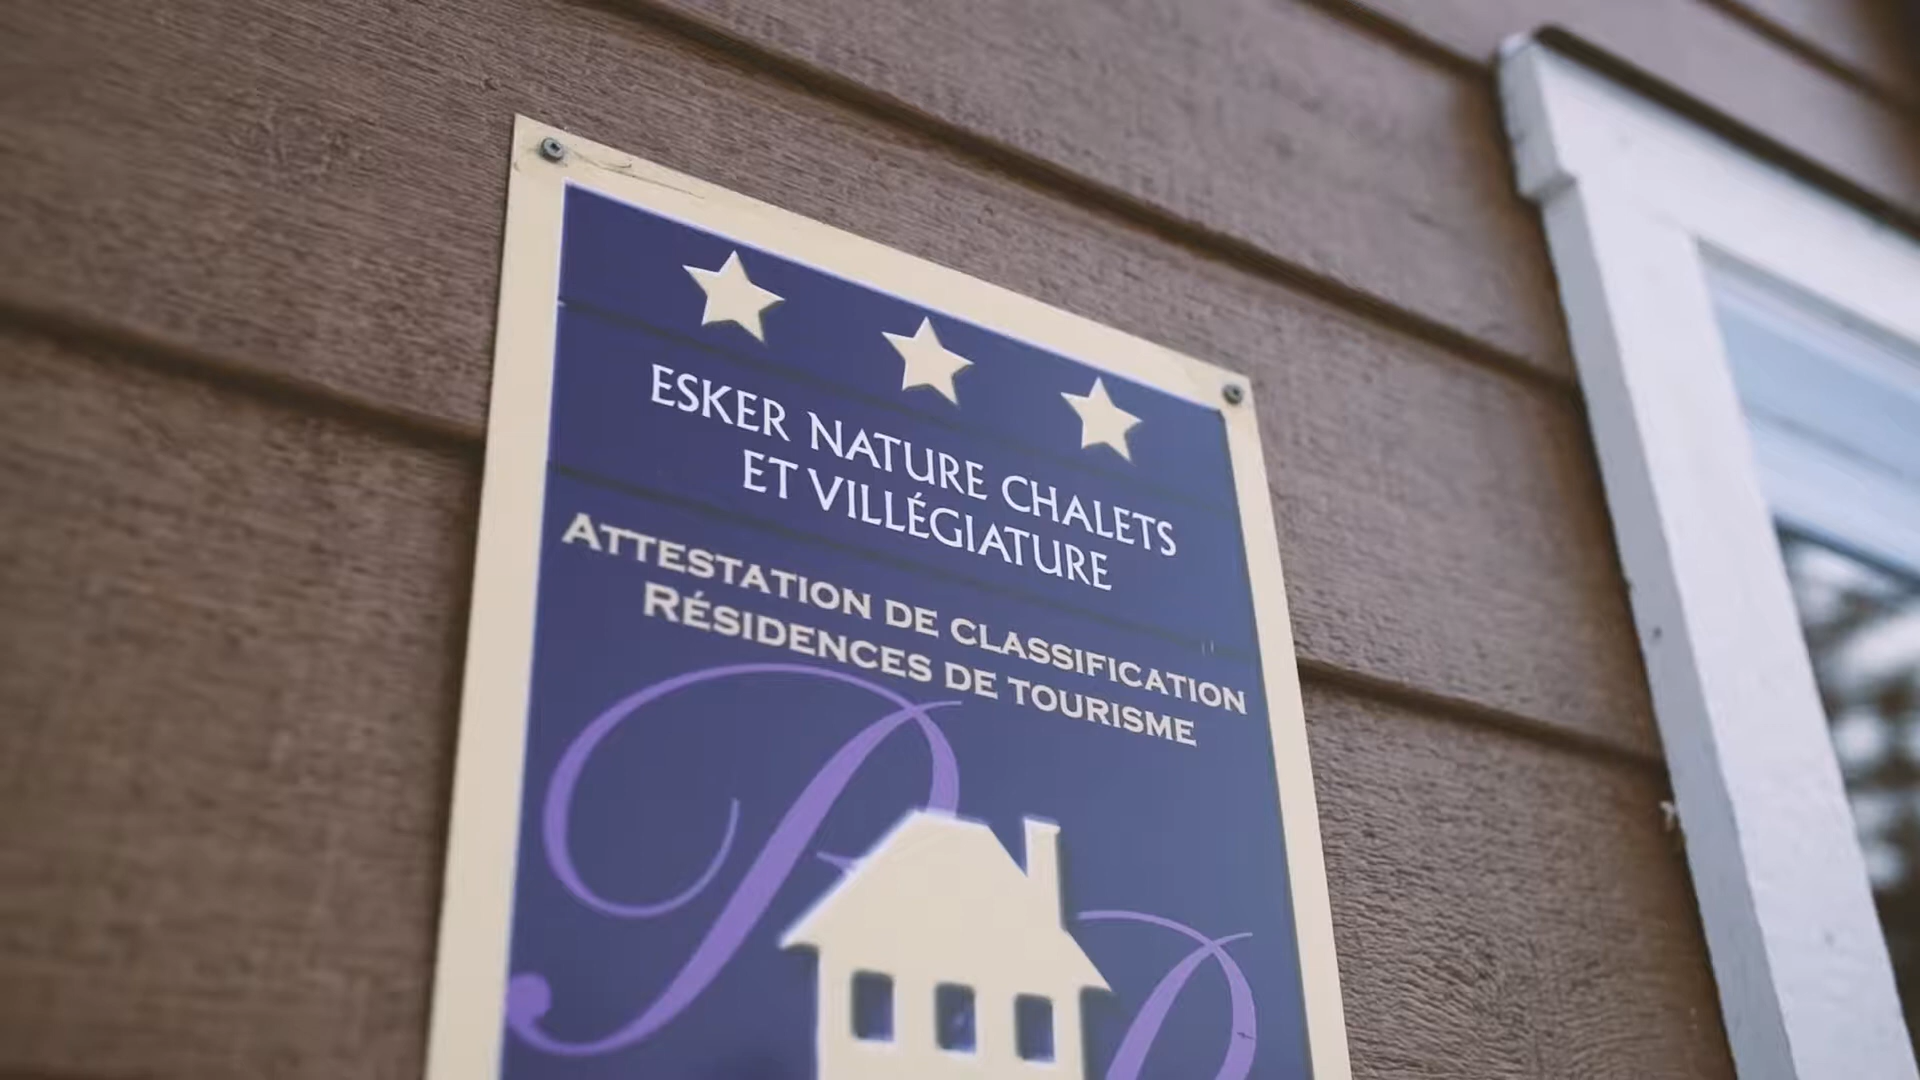 ESKER NATURE CHALETS
ET VILLÉGIATURE
ATTESTATION DE CLASSIFICATION
RÉSIDENCES DE TOURISME